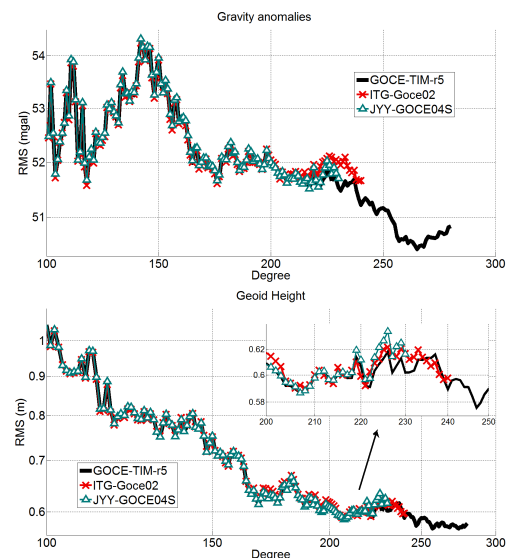 Gravity anomalies
54
53
52
51
RMS (mgal)
GOCE-TIM-r5
ITG-Goce02
JYY-GOCE04S
100 150 200 250 300
Degree
Geoid Height
1
0.9
0.8
0.7
0.6
RMS (m)
0.62
0.6
0.58
200 210 220 230 240 250
GOCE-TIM-r5
ITG-Goce02
JYY-GOCE04S
100 150 200 250 300
Degree